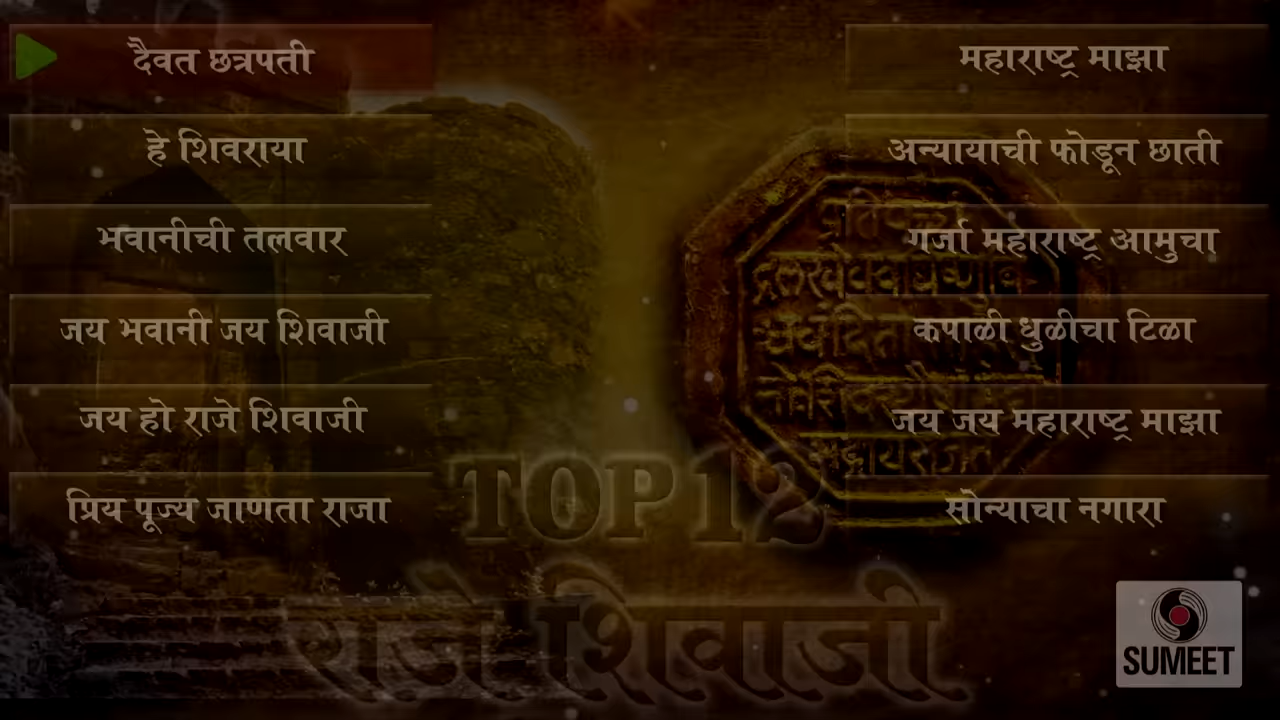 दैवत छत्रपती
हे शिवराया
भवानीची तलवार
जय भवानी जय शिवाजी
जय हो राजे शिवाजी
प्रिय पूज्य जाणता राजा
महाराष्ट्र माझा
अन्यायाची फोडून छाती
गर्जा महाराष्ट्र आमुचा
कपाळी धुळीचा टिळा
जय जय महाराष्ट्र माझा
सोन्याचा नगारा
TOP 12
राजे शिवाजी
SUMEET